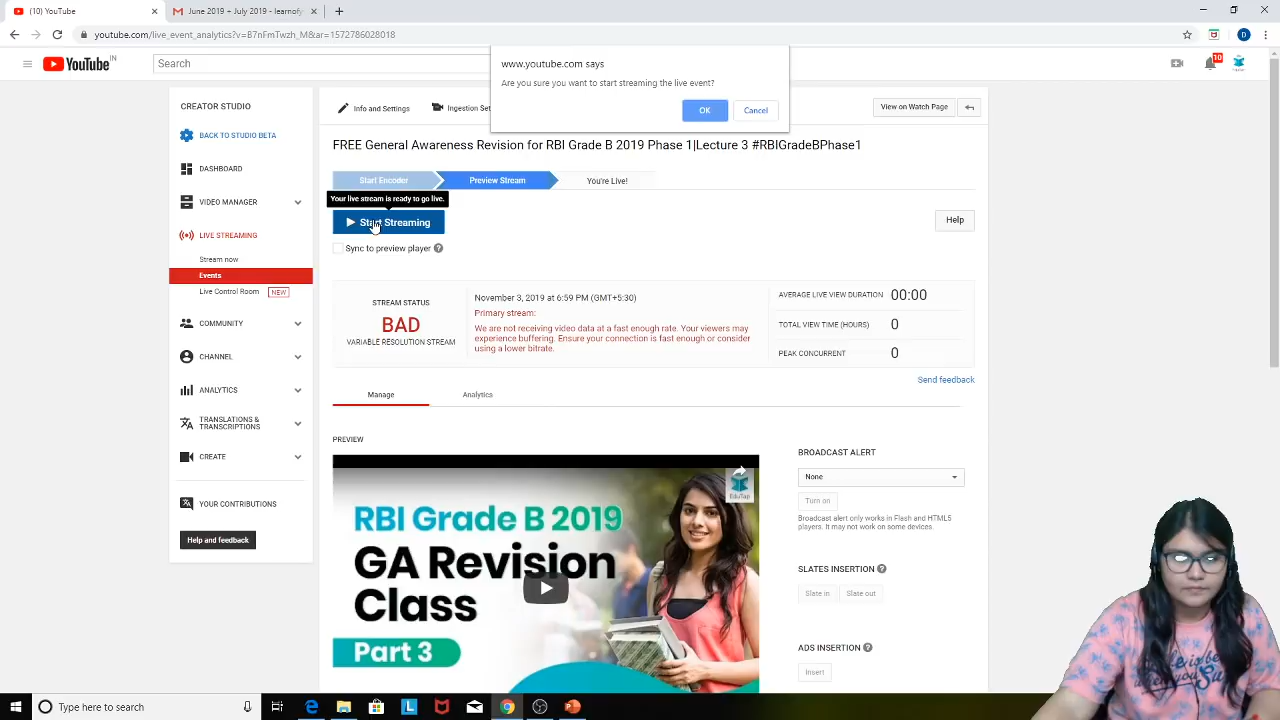 (10) YouTube
June 2019 + July 2019 - learnofy
youtube.com/live_event_analytics?v=B7nFmTwzh_M&ar=1572786028018
YouTube IN
Search
www.youtube.com says
Are you sure you want to start streaming the live event?
OK
Cancel
10
CREATOR STUDIO
BACK TO STUDIO BETA
DASHBOARD
VIDEO MANAGER
LIVE STREAMING
Stream now
Events
Live Control Room NEW
COMMUNITY
CHANNEL
ANALYTICS
TRANSLATIONS &
TRANSCRIPTIONS
CREATE
YOUR CONTRIBUTIONS
Help and feedback
Info and Settings
Ingestion Set
View on Watch Page
FREE General Awareness Revision for RBI Grade B 2019 Phase 1|Lecture 3 #RBIGradeBPhase1
Start Encoder
Preview Stream
You're Live!
Your live stream is ready to go live.
Start Streaming
Help
Sync to preview player
STREAM STATUS
BAD
VARIABLE RESOLUTION STREAM
November 3, 2019 at 6:59 PM (GMT+5:30)
Primary stream:
We are not receiving video data at a fast enough rate. Your viewers may
experience buffering. Ensure your connection is fast enough or consider
using a lower bitrate.
AVERAGE LIVE VIEW DURATION 00:00
TOTAL VIEW TIME (HOURS) 0
PEAK CONCURRENT 0
Send feedback
Manage
Analytics
PREVIEW
EduTap
RBI Grade B 2019
GA Revision
Class
Part 3
BROADCAST ALERT
None
Turn on
Broadcast alert only works in Flash and HTML5
players. It may not work on some devices.
SLATES INSERTION
Slate in
Slate out
ADS INSERTION
Insert
Type here to search